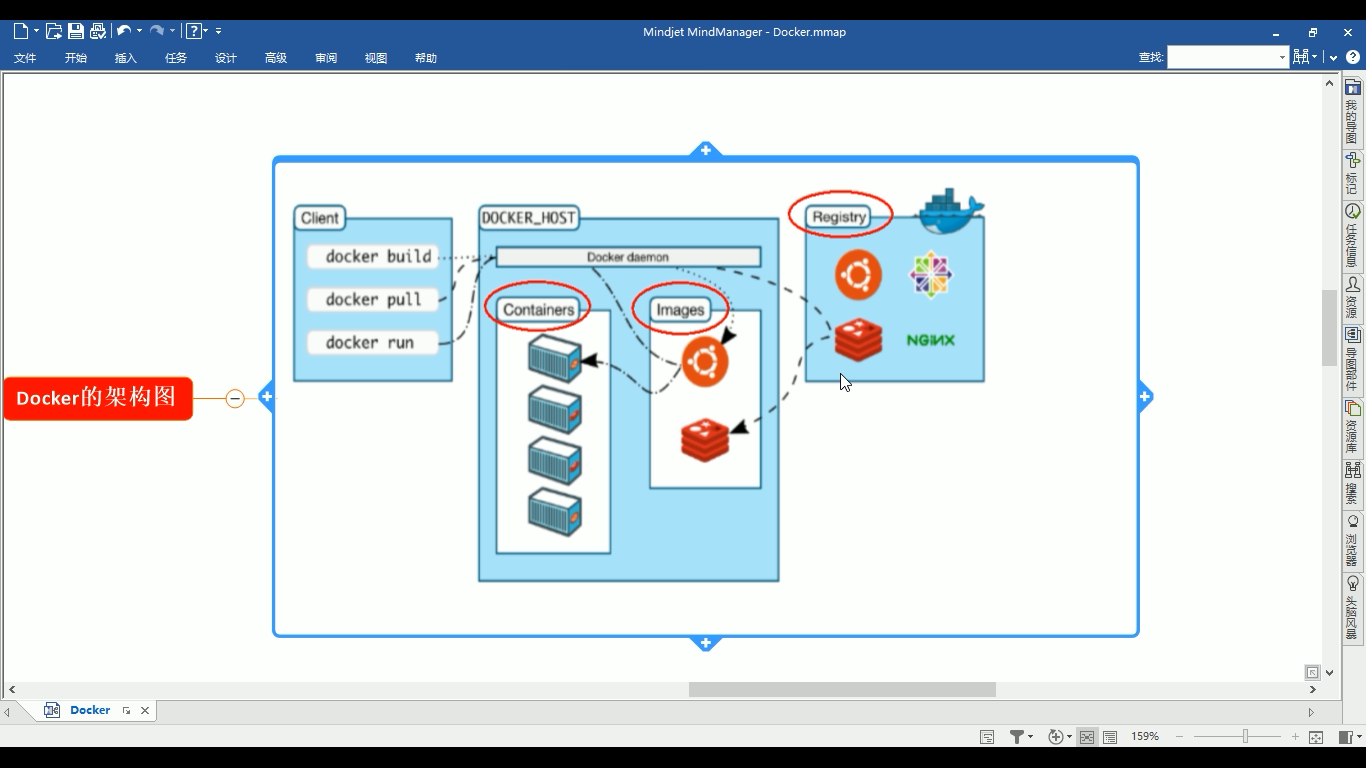 Mindjet MindManager - Docker.mmap
文件 开始 插入 任务 设计 高级 审阅 视图 帮助 查找:
Docker的架构图
Client
docker build
docker pull
docker run
DOCKER_HOST
Docker daemon
Containers
Images
Registry
NGINX
我的导图
标记
任务信息
资源
导图部件
资源库
搜索
浏览器
头脑风暴
Docker
159%